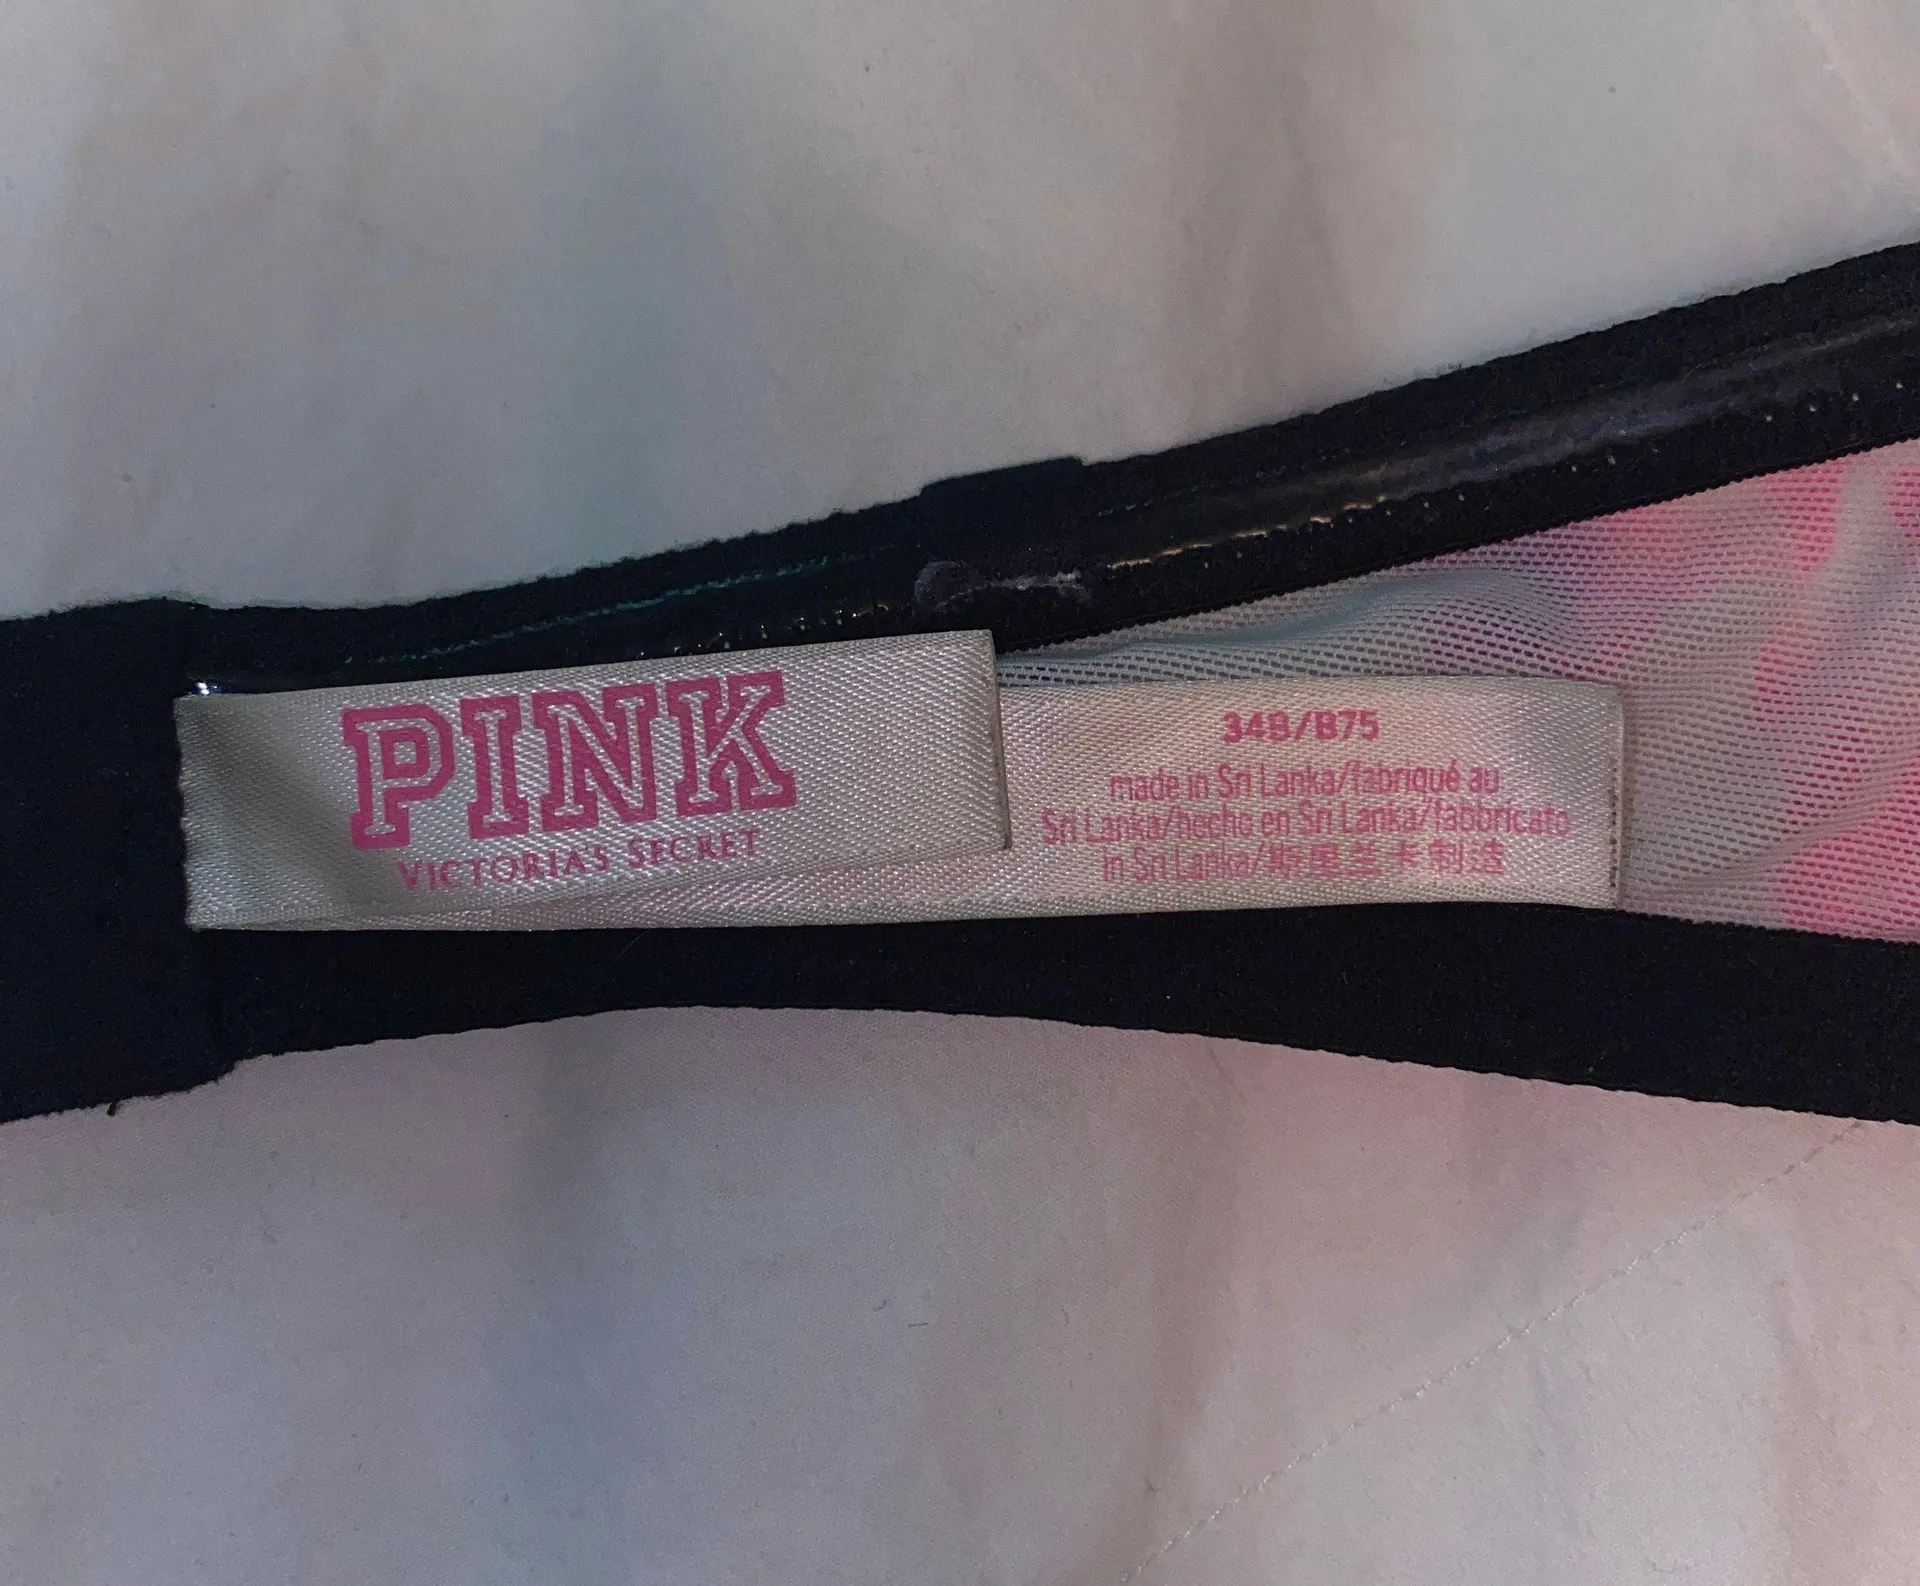 PINK
VICTORIA'S SECRET
34B/B75
made in Sri Lanka/fabriqué au
Sri Lanka/hecho en Sri Lanka/fabbricato
in Sri Lanka/斯里兰卡制造